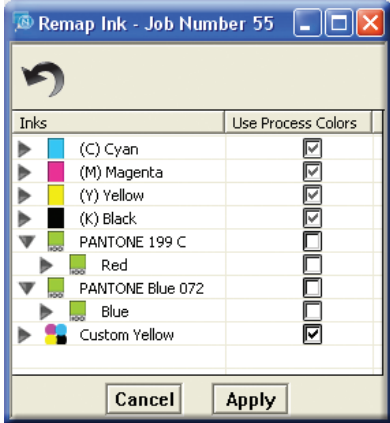 Remap Ink - Job Number 55
Inks Use Process Colors
(C) Cyan
(M) Magenta
(Y) Yellow
(K) Black
PANTONE 199 C
Red
PANTONE Blue 072
Blue
Custom Yellow
Cancel Apply